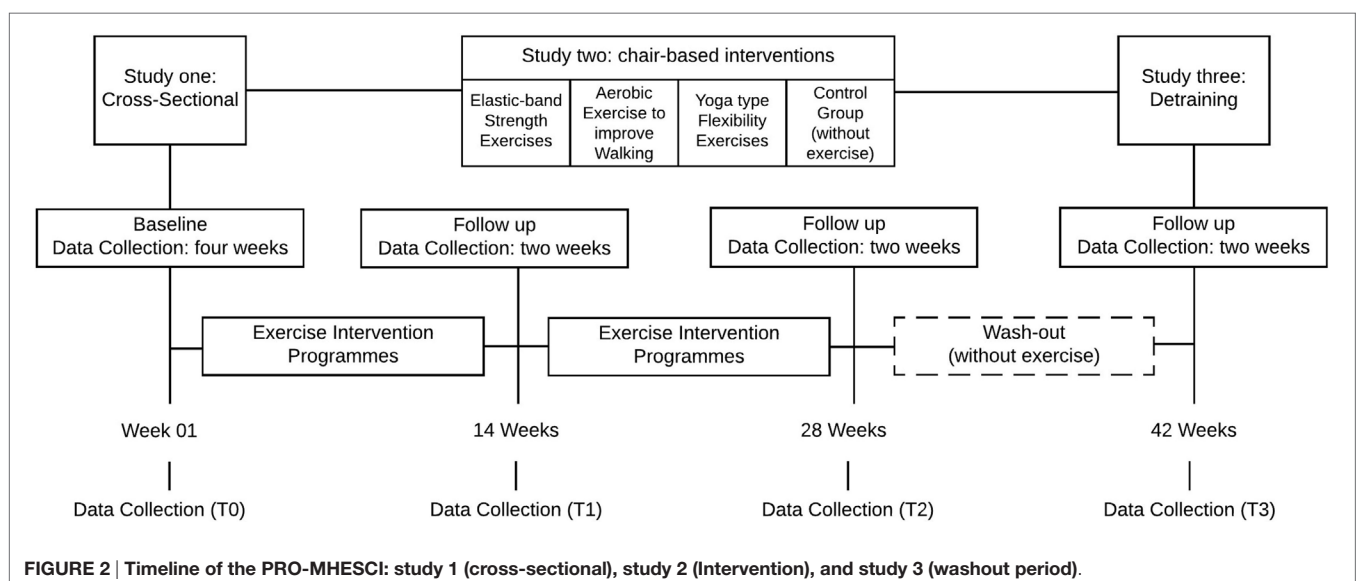 Study one:
Cross-Sectional
Study two: chair-based interventions
Elastic-band
Strength
Exercises
Aerobic
Exercise to
improve
Walking
Yoga type
Flexibility
Exercises
Control
Group
(without
exercise)
Study three:
Detraining
Baseline
Data Collection: four weeks
Follow up
Data Collection: two weeks
Follow up
Data Collection: two weeks
Follow up
Data Collection: two weeks
Exercise Intervention
Programmes
Exercise Intervention
Programmes
Wash-out
(without exercise)
Week 01
14 Weeks
28 Weeks
42 Weeks
Data Collection (T0)
Data Collection (T1)
Data Collection (T2)
Data Collection (T3)
FIGURE 2 | Timeline of the PRO-MHESCI: study 1 (cross-sectional), study 2 (Intervention), and study 3 (washout period).